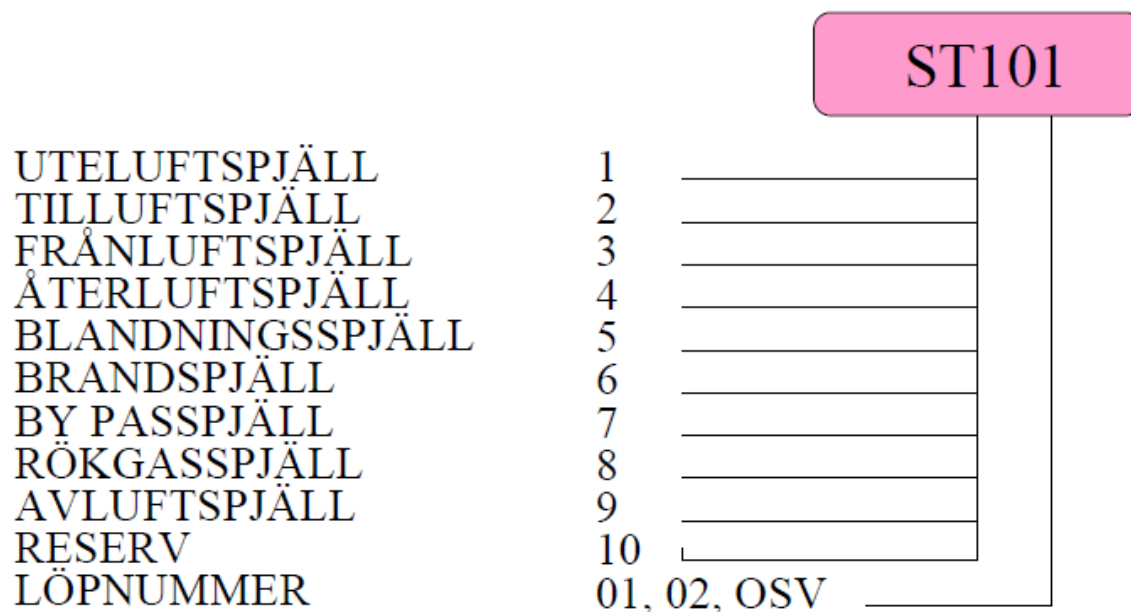 ST101
UTELUFTSPJÄLL 1
TILLUFTSPJÄLL 2
FRÅNLUFTSPJÄLL 3
ÅTERLUFTSPJÄLL 4
BLANDNINGSSPJÄLL 5
BRANDSPJÄLL 6
BY PASSPJÄLL 7
RÖKGASSPJÄLL 8
AVLUFTSPJÄLL 9
RESERV 10
LÖPNUMMER 01, 02, OSV